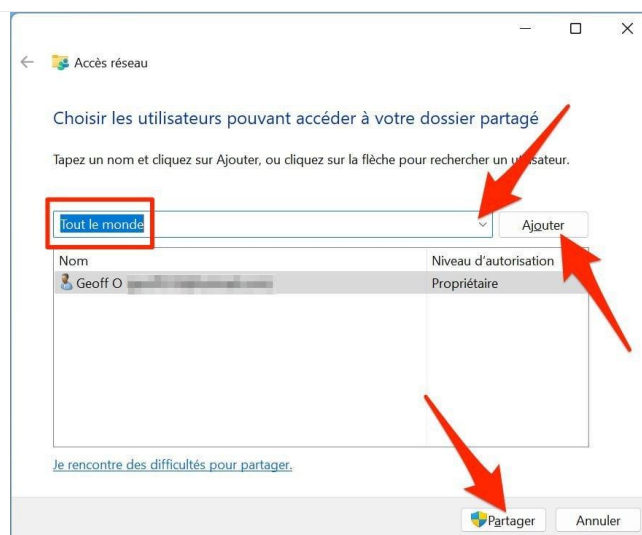 Accès réseau
Choisir les utilisateurs pouvant accéder à votre dossier partagé
Tapez un nom et cliquez sur Ajouter, ou cliquez sur la flèche pour rechercher un utilisateur.
Tout le monde
Ajouter
Nom Niveau d'autorisation
Geoff O Propriétaire
Je rencontre des difficultés pour partager.
Partager Annuler